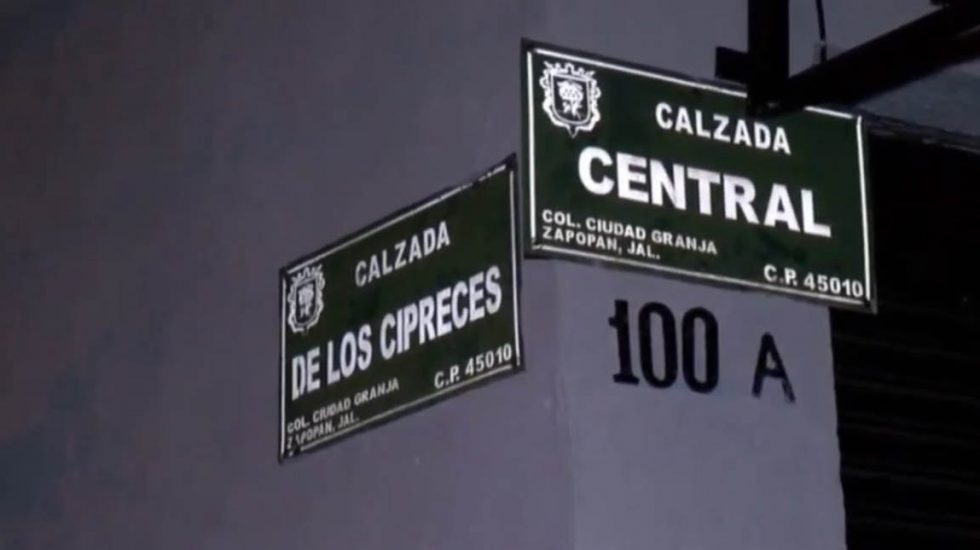 CALZADA
DE LOS CIPRECES
COL. CIUDAD GRANJA
ZAPOPAN, JAL.
C.P. 45010
CALZADA
CENTRAL
COL. CIUDAD GRANJA
ZAPOPAN, JAL.
C.P. 45010
100 A